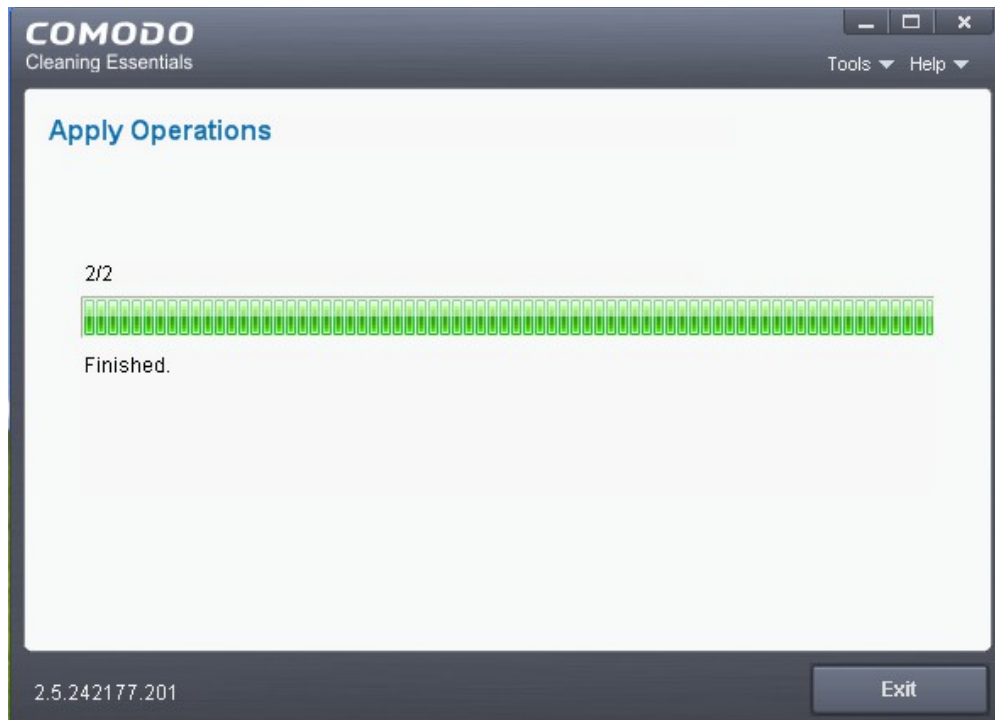 COMODO
Cleaning Essentials
Tools Help
Apply Operations
2/2
Finished.
2.5.242177.201
Exit